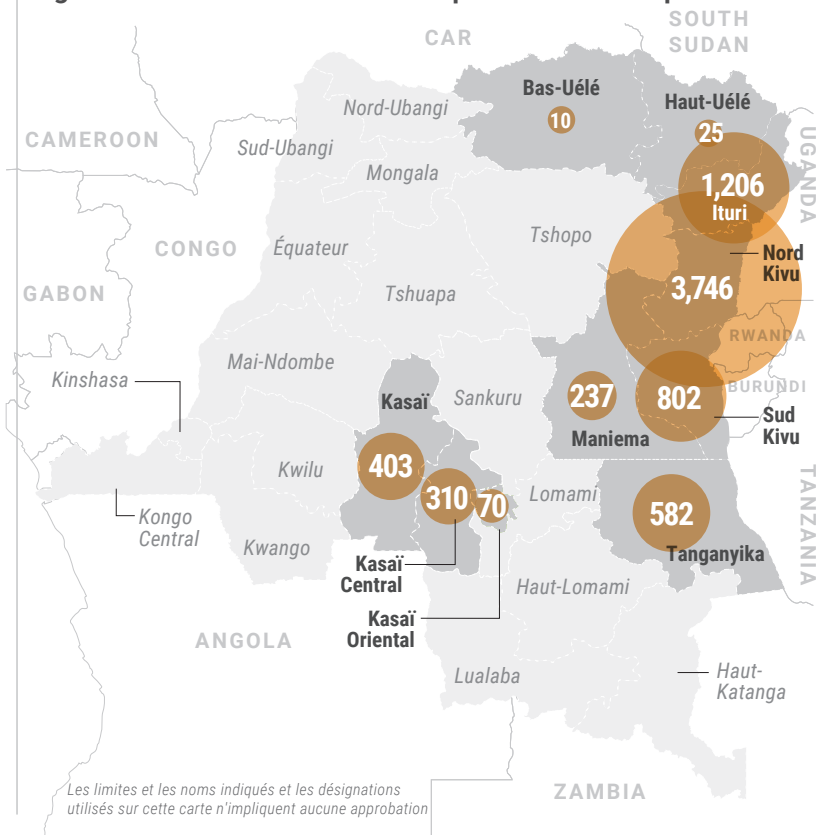 SOUTH
SUDAN
CAR
Bas-Uélé
10
Haut-Uélé
25
Nord-Ubangi
CAMEROON
Sud-Ubangi
UGANDA
Mongala
1,206
Ituri
CONGO
Équateur
Tshopo
Nord
Kivu
GABON
Tshuapa
3,746
RWANDA
Mai-Ndombe
Kinshasa
Kasaï
Sankuru
237
802
BURUNDI
Maniema
Sud
Kivu
403
Kwilu
310
70
Lomami
582
TANZANIA
Kongo
Central
Kwango
Kasaï
Central
Tanganyika
Haut-Lomami
Kasaï
Oriental
ANGOLA
Lualaba
Haut-
Katanga
ZAMBIA
Les limites et les noms indiqués et les désignations
utilisés sur cette carte n'impliquent aucune approbation